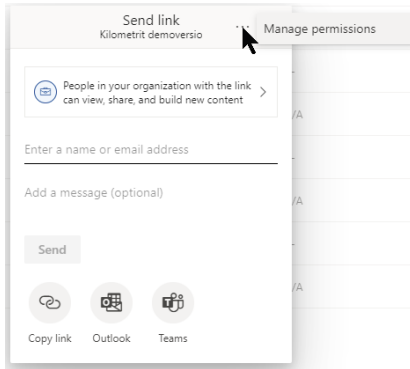 Send link
Kilometrit demoversio
...
Manage permissions
People in your organization with the link
can view, share, and build new content
Enter a name or email address
Add a message (optional)
Send
Copy link
Outlook
Teams
/A
/A
/A